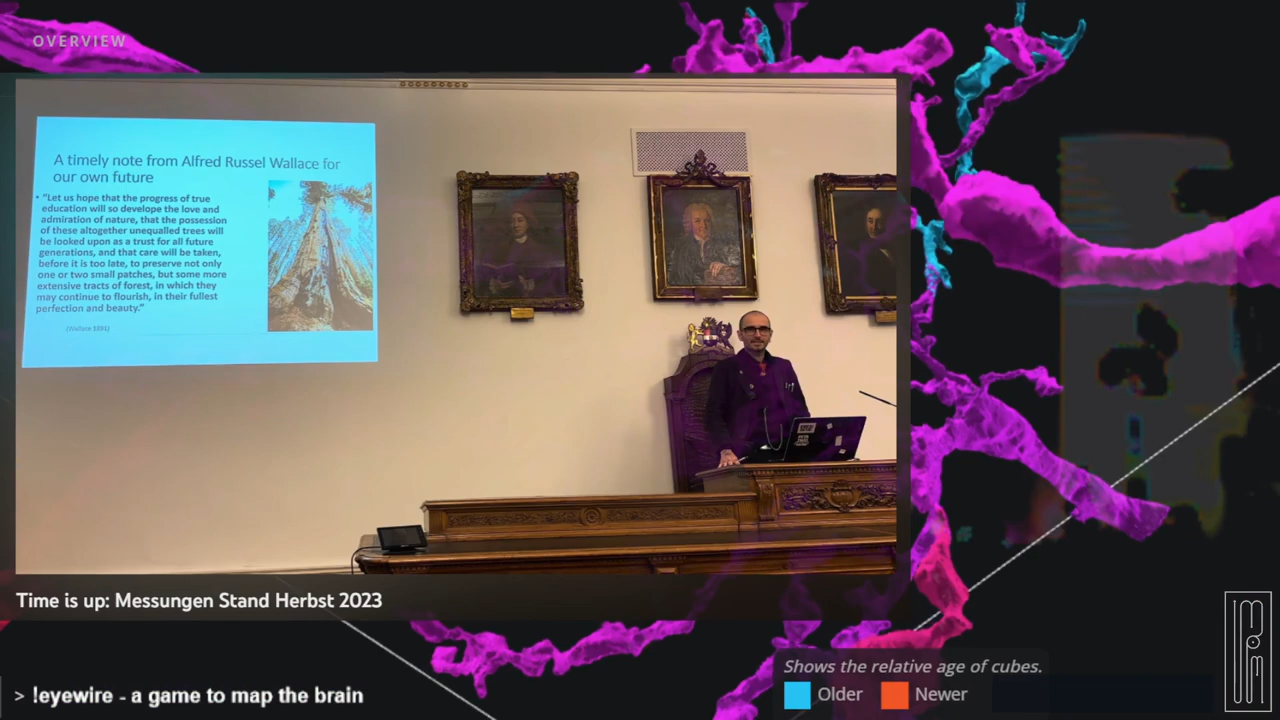 OVERVIEW
A timely note from Alfred Russel Wallace for
our own future
• "Let us hope that the progress of true
education will so develope the love and
admiration of nature, that the possession
of these altogether unequalled trees will
be looked upon as a trust for all future
generations, and that care will be taken,
before it is too late, to preserve not only
one or two small patches, but some more
extensive tracts of forest, in which they
may continue to flourish, in their fullest
perfection and beauty."
(Wallace 1891)
Time is up: Messungen Stand Herbst 2023
> !eyewire - a game to map the brain
Shows the relative age of cubes.
Older
Newer